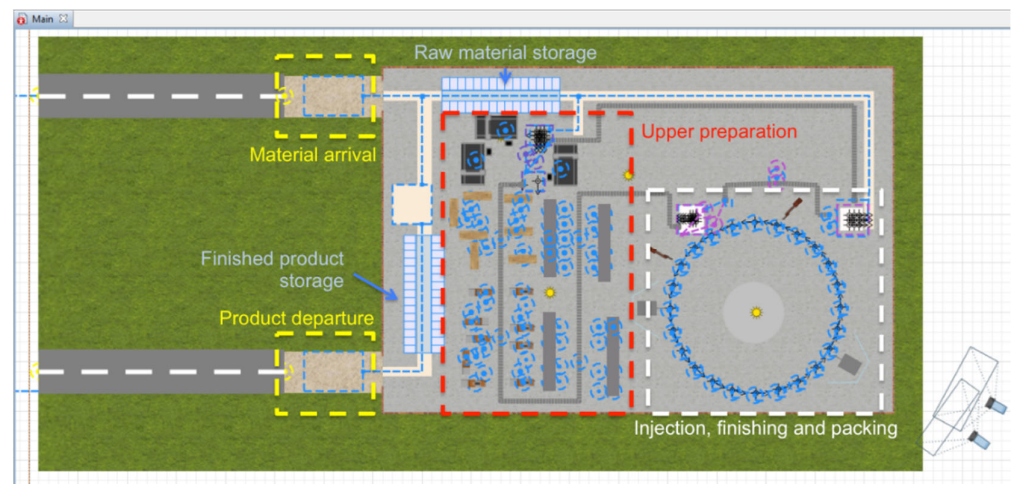 Main
Raw material storage
Upper preparation
Material arrival
Finished product
storage
Product departure
Injection, finishing and packing